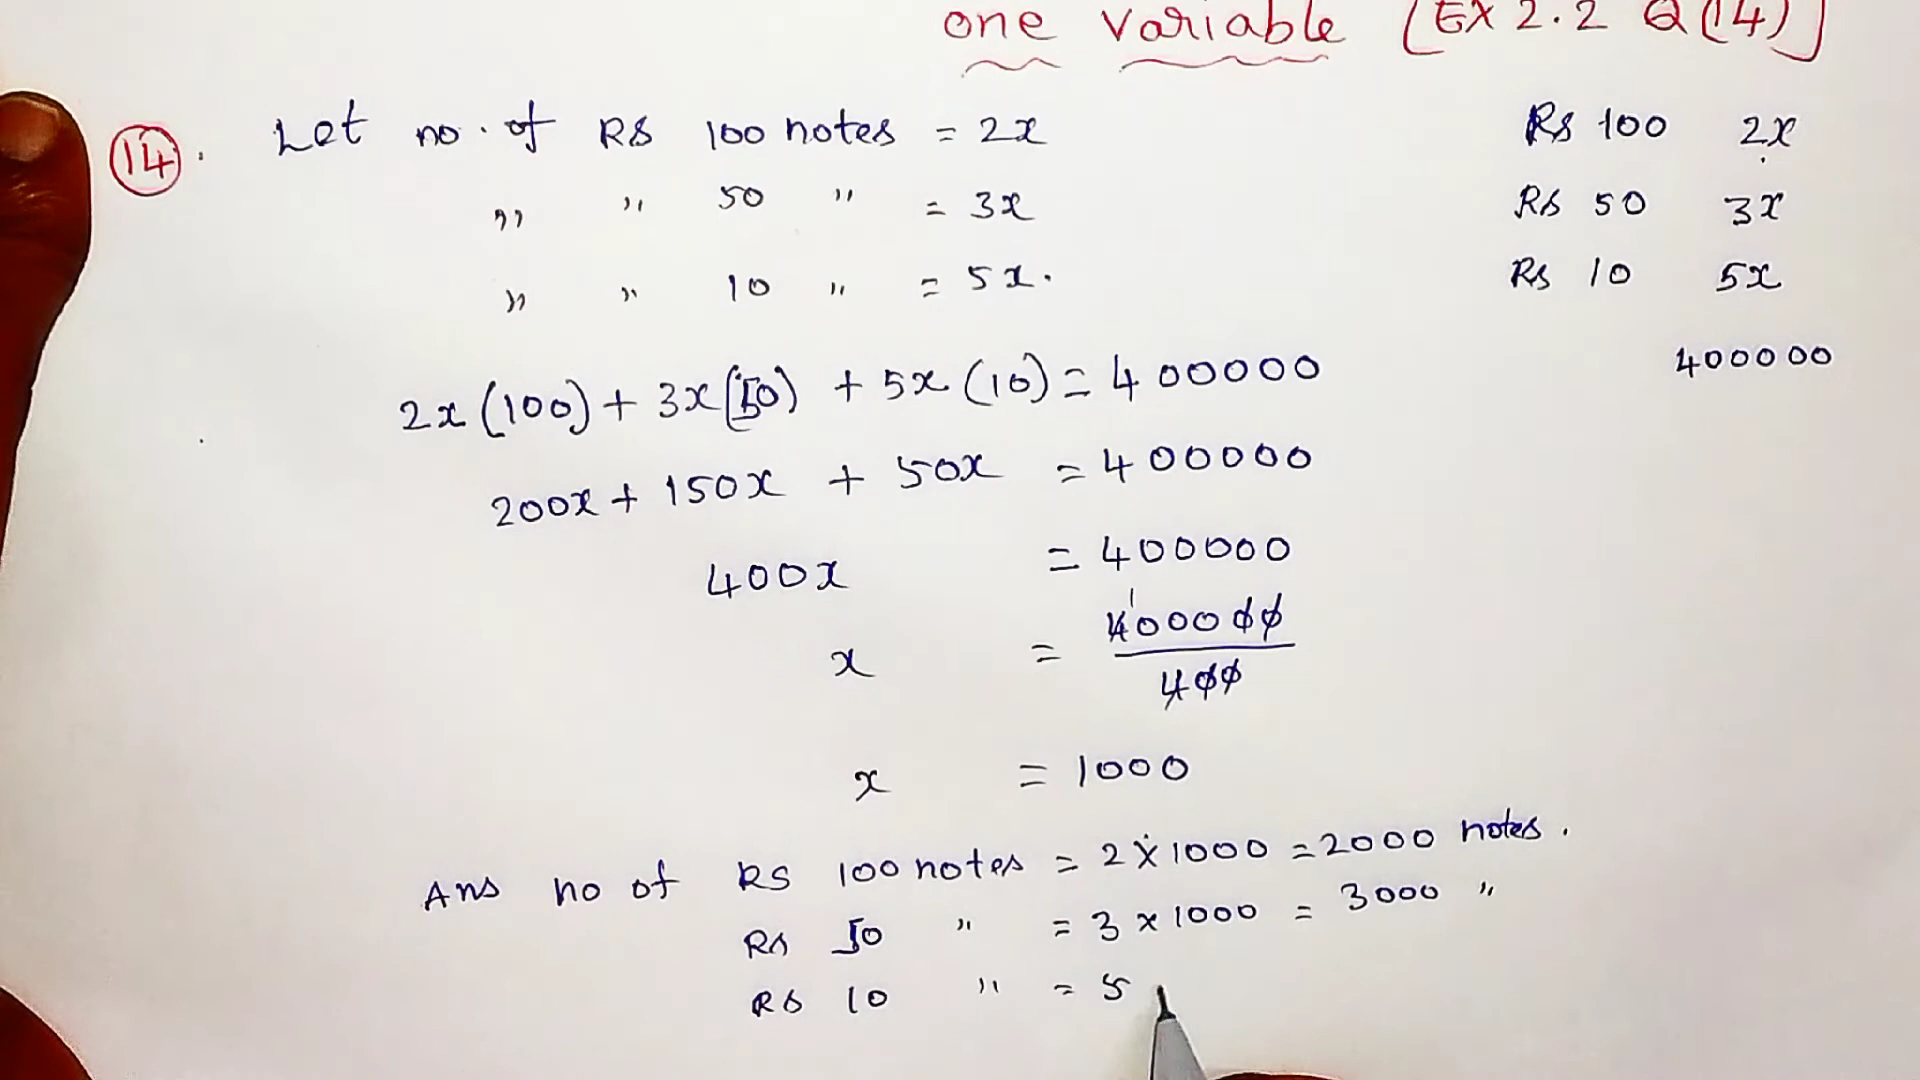 one variable [Ex 2.2 Q(14)]
(14). Let no. of RS 100 notes = 2x
Rs 100 2x
" " 50 " = 3x
Rs 50 3x
" " 10 " = 5x.
Rs 10 5x
400000
2x(100) + 3x(50) + 5x(10) = 400000
200x + 150x + 50x = 400000
400x = 400000
x = 400000/400
1
x = 1000
Ans no of RS 100 notes = 2 x 1000 = 2000 notes.
Rs 50 " = 3 x 1000 = 3000 "
Rs 10 " = 5